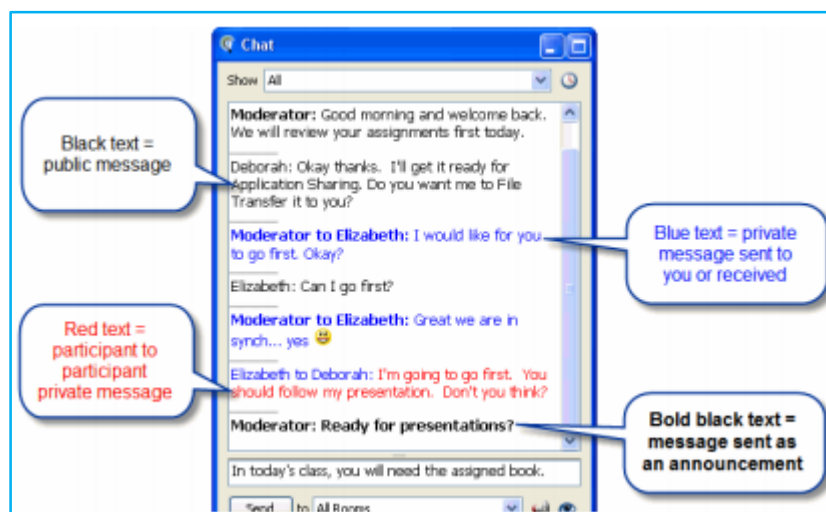 Chat
Show All
Moderator: Good morning and welcome back.
We will review your assignments first today.
Deborah: Okay thanks. I'll get it ready for
Application Sharing. Do you want me to File
Transfer it to you?
Moderator to Elizabeth: I would like for you
to go first. Okay?
Elizabeth: Can I go first?
Moderator to Elizabeth: Great we are in
synch... yes
Elizabeth to Deborah: I'm going to go first. You
should follow my presentation. Don't you think?
Moderator: Ready for presentations?
In today's class, you will need the assigned book.
Send to All Rooms
Black text =
public message
Red text =
participant to
participant
private message
Blue text = private
message sent to
you or received
Bold black text =
message sent as
an announcement